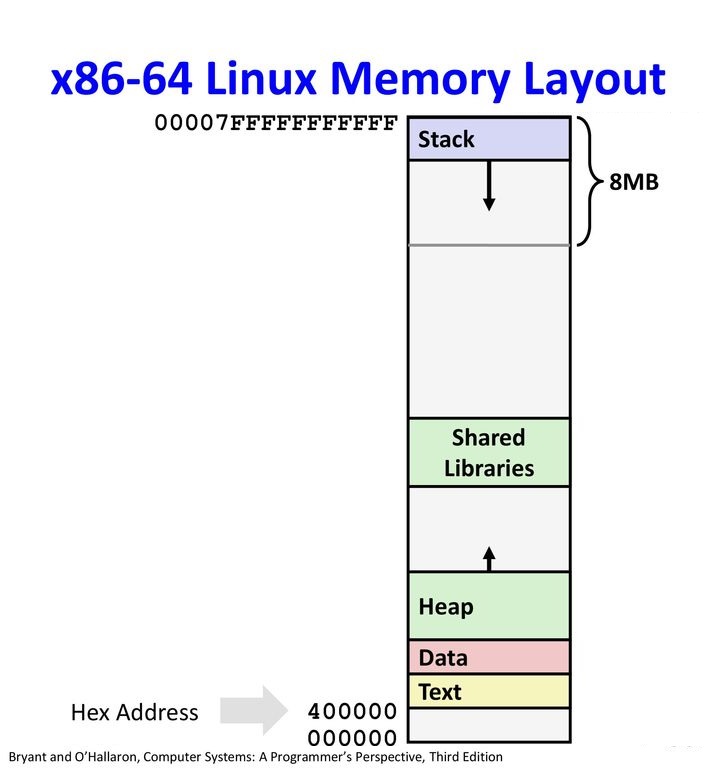 x86-64 Linux Memory Layout
00007FFFFFFFFFFF
Stack
8MB
Shared
Libraries
Heap
Data
Text
Hex Address
400000
000000
Bryant and O’Hallaron, Computer Systems: A Programmer’s Perspective, Third Edition